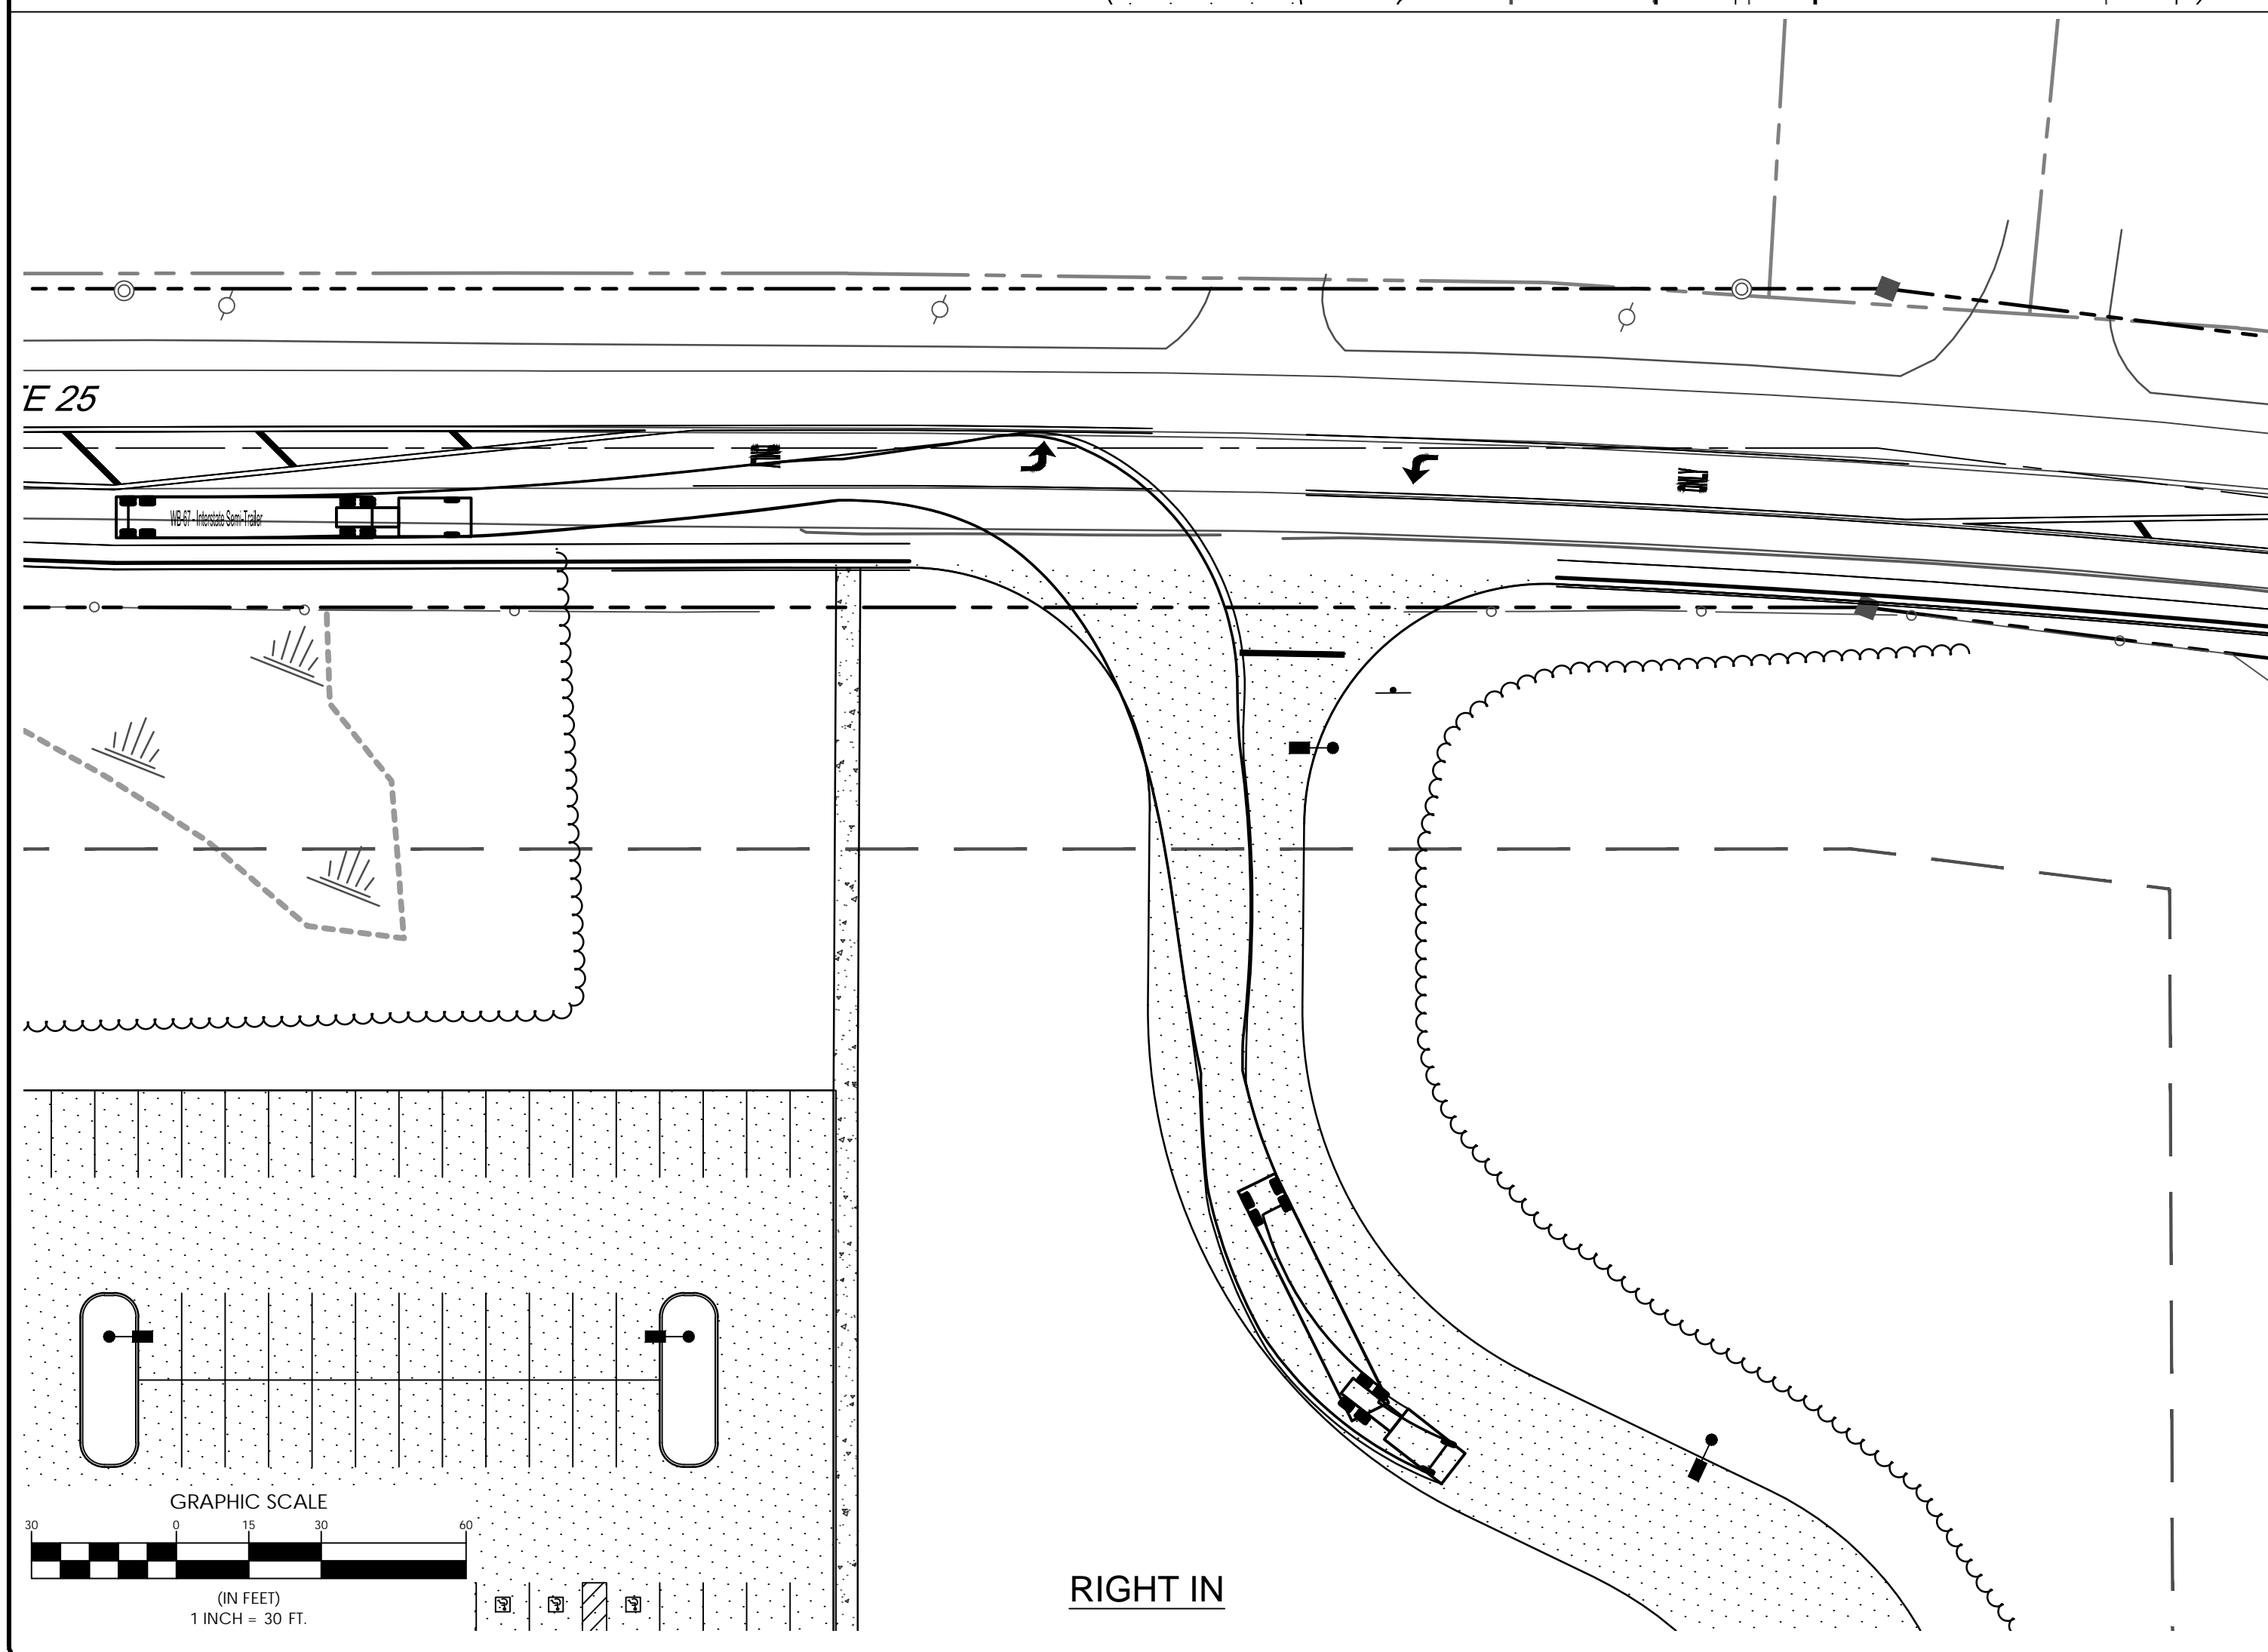 E 25
WB-67 - Interstate Semi-Trailer
GRAPHIC SCALE
30 0 15 30 60
(IN FEET)
1 INCH = 30 FT.
RIGHT IN